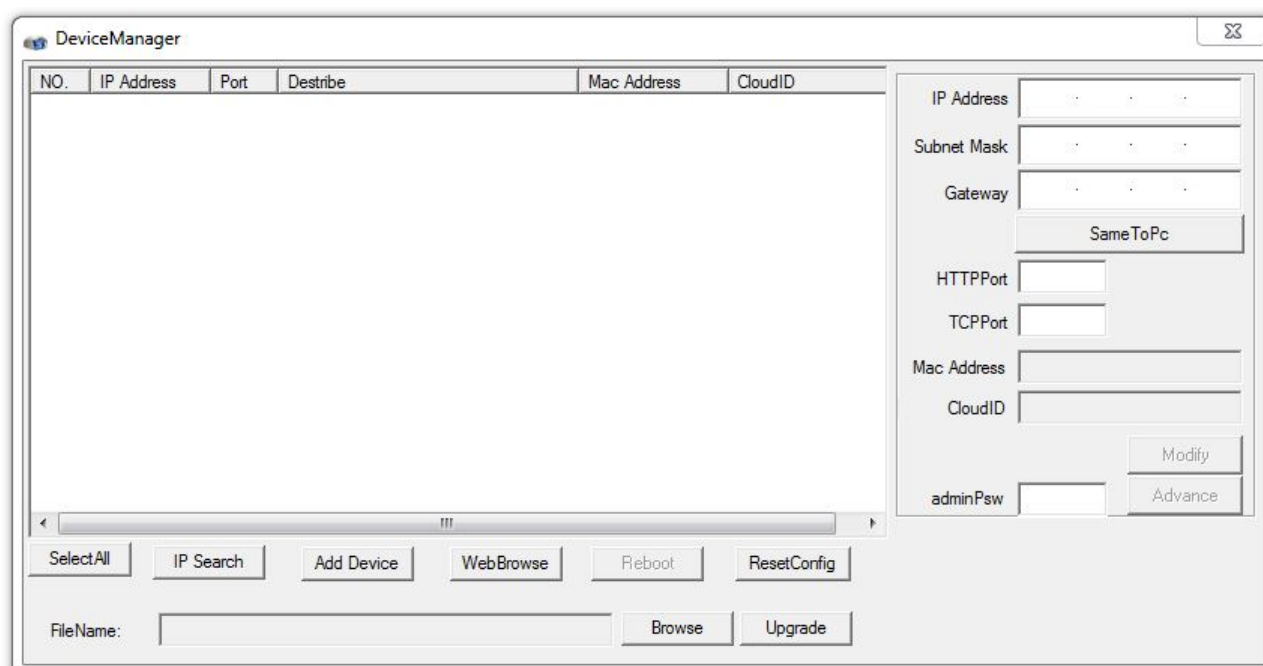 DeviceManager
NO. IP Address Port Destribe Mac Address CloudID
IP Address
Subnet Mask
Gateway
SameToPc
HTTPPort
TCPPort
Mac Address
CloudID
Modify
adminPsw Advance
SelectAll IP Search Add Device WebBrowse Reboot ResetConfig
FileName: Browse Upgrade